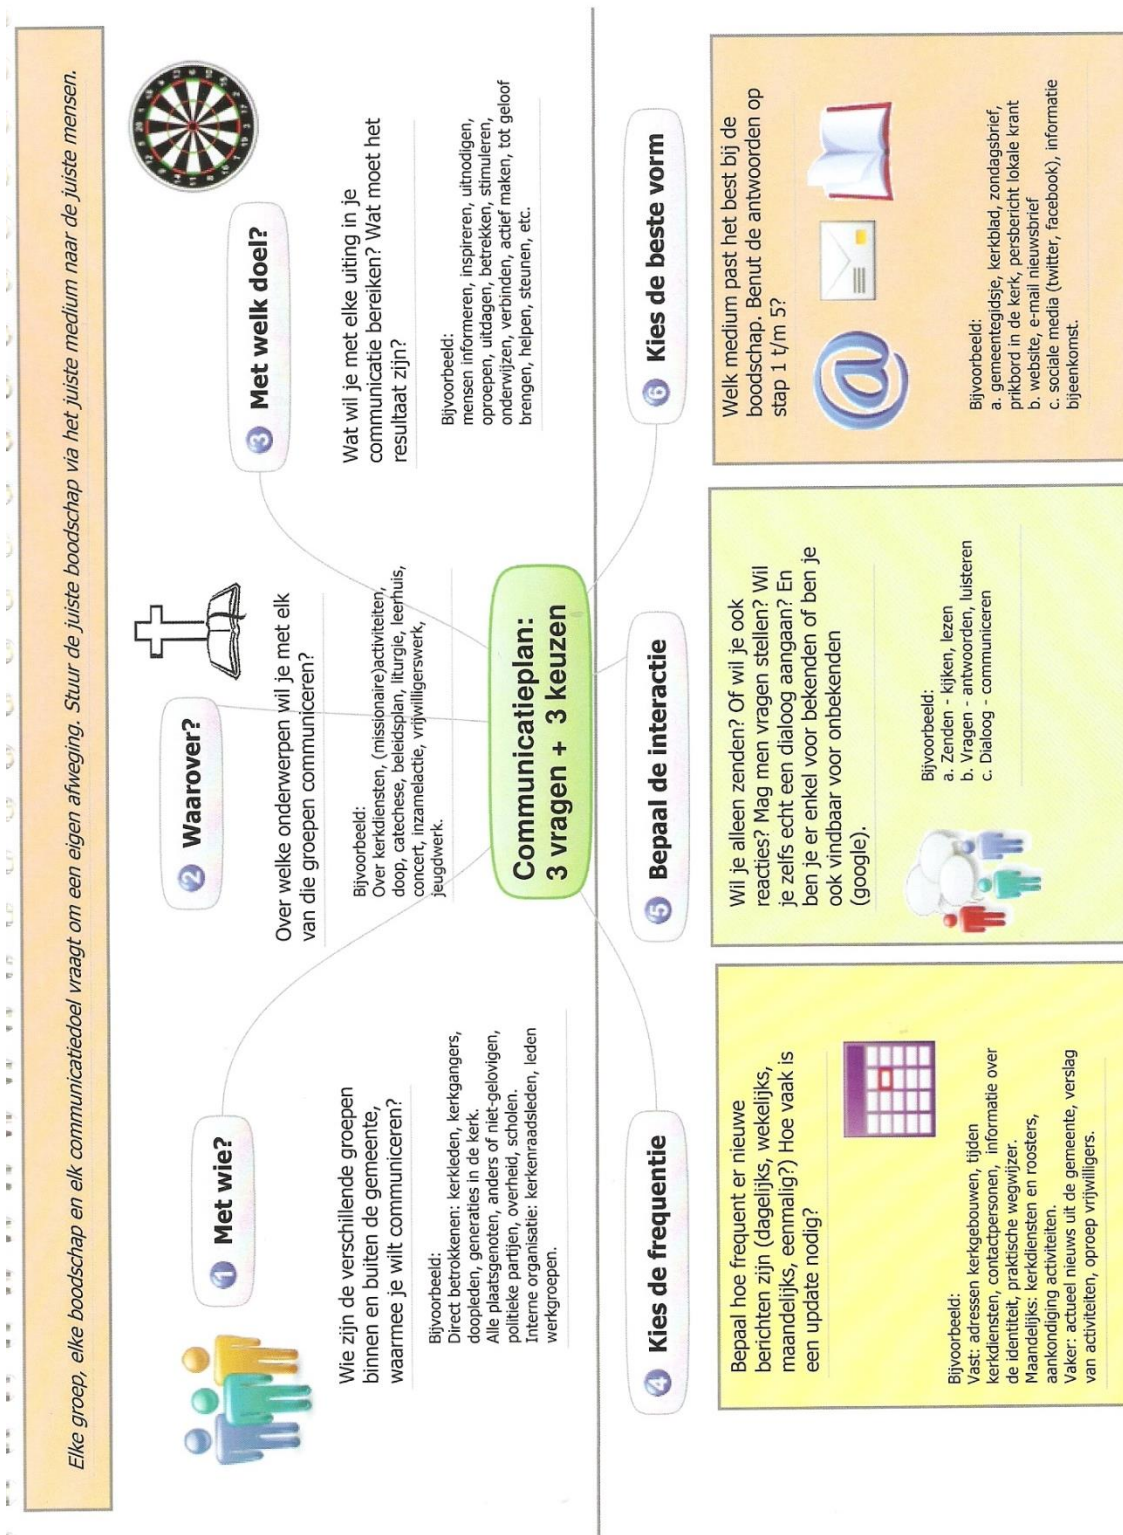 Elke groep, elke boodschap en elk communicatiedoel vraagt om een eigen afweging. Stuur de juiste boodschap via het juiste medium naar de juiste mensen.
1 Met wie?
Wie zijn de verschillende groepen
binnen en buiten de gemeente,
waarmee je wilt communiceren?
Bijvoorbeeld:
Direct betrokkenen: kerkleden, kerkgangers,
doopleden, generaties in de kerk.
Alle plaatsgenoten, anders of niet-gelovigen,
politieke partijen, overheid, scholen.
Interne organisatie: kerkenraadsleden, leden
werkgroepen.
2 Waarover?
Over welke onderwerpen wil je met elk
van die groepen communiceren?
Bijvoorbeeld:
Over kerkdiensten, (missionaire)activiteiten,
doop, catechese, beleidsplan, liturgie, leerhuis,
concert, inzamelactie, vrijwilligerswerk,
jeugdwerk.
3 Met welk doel?
Wat wil je met elke uiting in je
communicatie bereiken? Wat moet het
resultaat zijn?
Bijvoorbeeld:
mensen informeren, inspireren, uitnodigen,
oproepen, uitdagen, betrekken, stimuleren,
onderwijzen, verbinden, actief maken, tot geloof
brengen, helpen, steunen, etc.
Communicatieplan:
3 vragen + 3 keuzen
4 Kies de frequentie
Bepaal hoe frequent er nieuwe
berichten zijn (dagelijks, wekelijks,
maandelijks, eenmalig?) Hoe vaak is
een update nodig?
Bijvoorbeeld:
Vast: adressen kerkgebouwen, tijden
kerkdiensten, contactpersonen, informatie over
de identiteit, praktische wegwijzer.
Maandelijks: kerkdiensten en roosters,
aankondiging activiteiten.
Vaker: actueel nieuws uit de gemeente, verslag
van activiteiten, oproep vrijwilligers.
5 Bepaal de interactie
Wil je alleen zenden? Of wil je ook
reacties? Mag men vragen stellen? Wil
je zelfs echt een dialoog aangaan? En
ben je er enkel voor bekenden of ben je
ook vindbaar voor onbekenden
(google).
Bijvoorbeeld:
a. Zenden - kijken, lezen
b. Vragen - antwoorden, luisteren
c. Dialoog - communiceren
6 Kies de beste vorm
Welk medium past het best bij de
boodschap. Benut de antwoorden op
stap 1 t/m 5?
@
Bijvoorbeeld:
a. gemeentegidsje, kerkblad, zondagsbrief,
prikbord in de kerk, persbericht lokale krant
b. website, e-mail nieuwsbrief
c. sociale media (twitter, facebook), informatie
bijeenkomst.